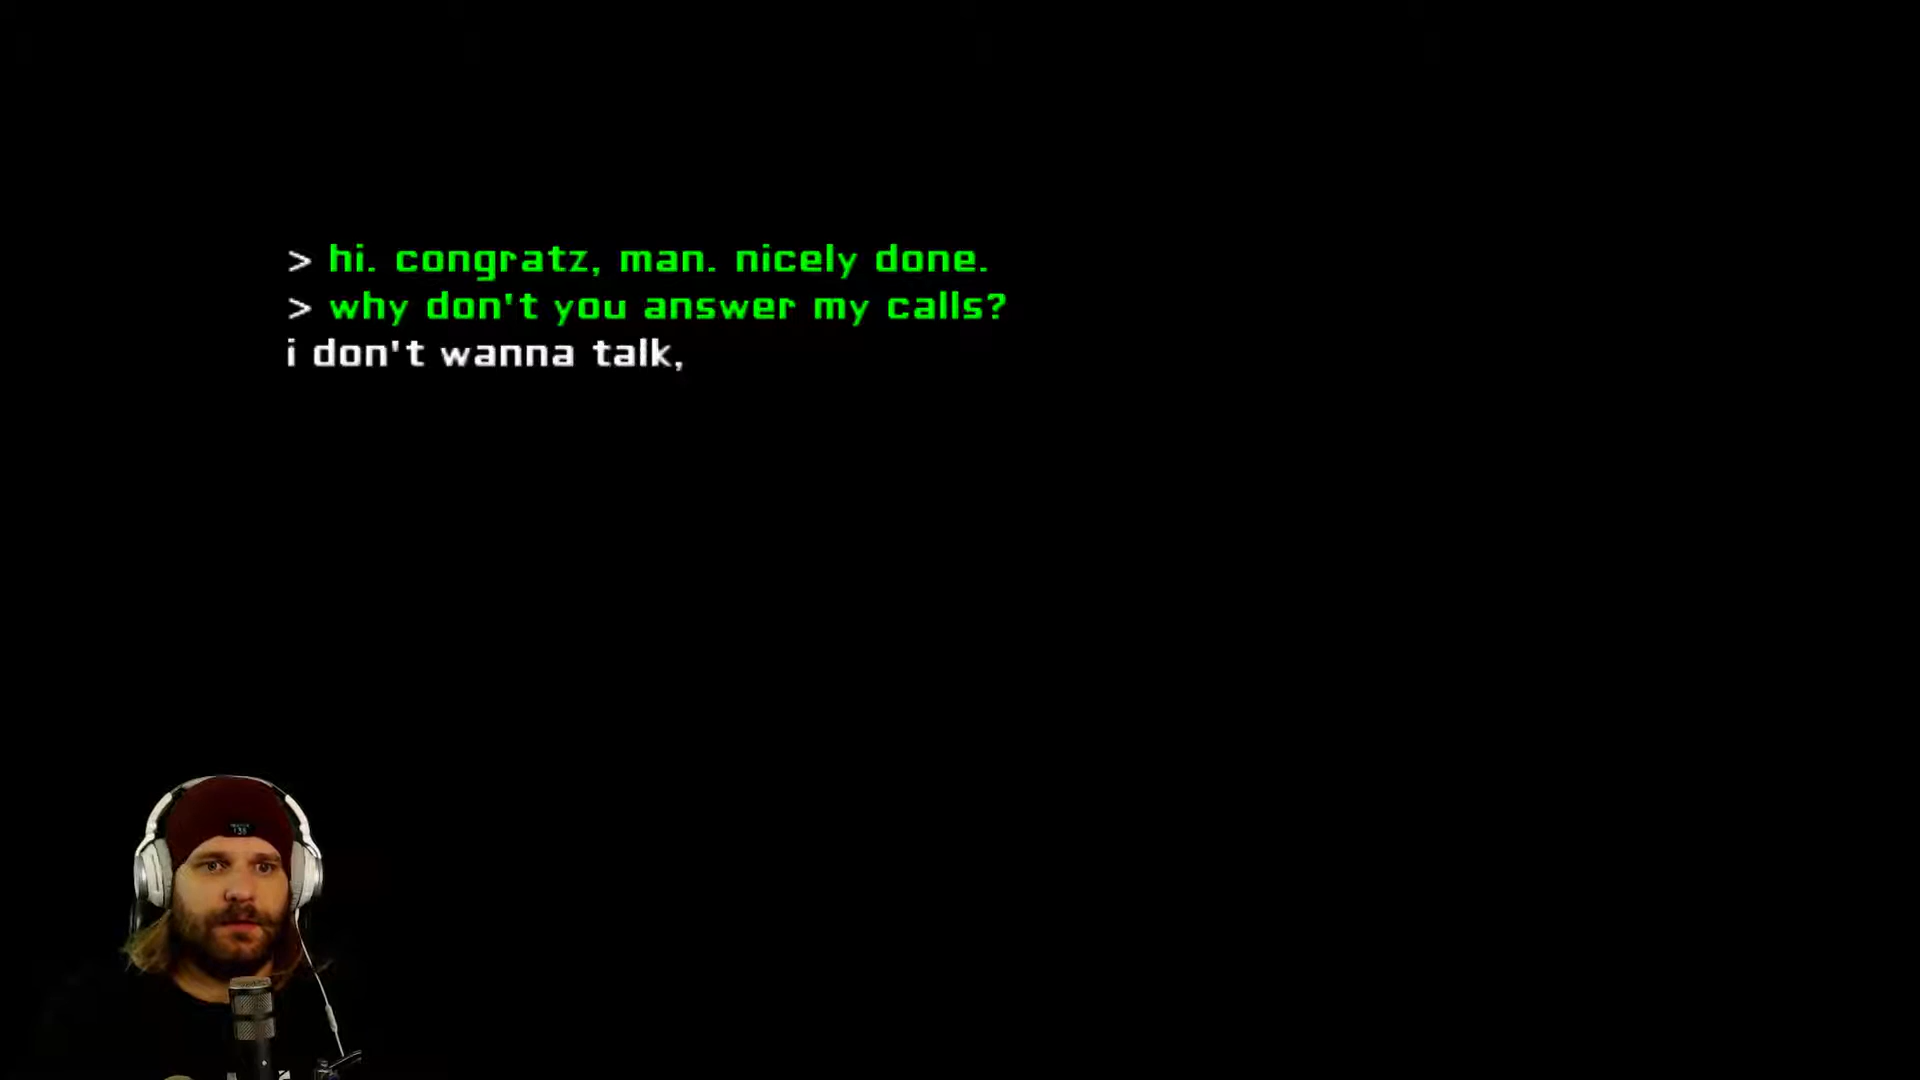 > hi. congratz, man. nicely done.
> why don't you answer my calls?
i don't wanna talk,